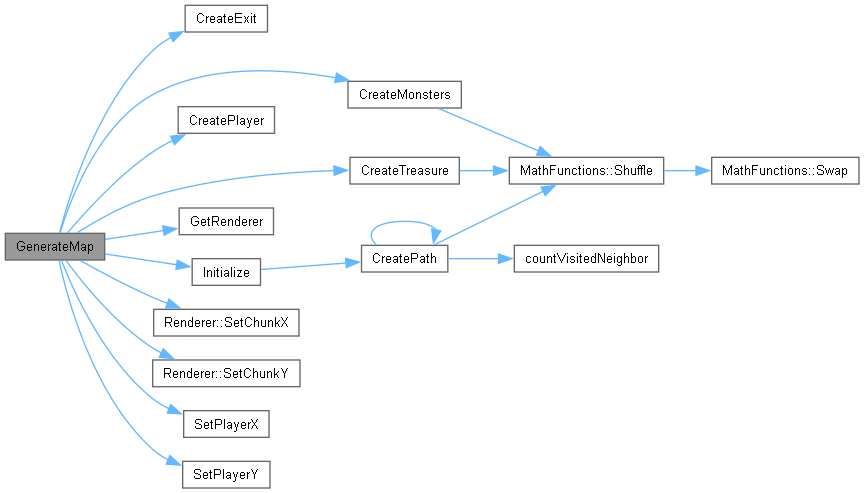 CreateExit
CreateMonsters
CreatePlayer
CreateTreasure
MathFunctions::Shuffle
MathFunctions::Swap
GetRenderer
GenerateMap
CreatePath
countVisitedNeighbor
Initialize
Renderer::SetChunkX
Renderer::SetChunkY
SetPlayerX
SetPlayerY